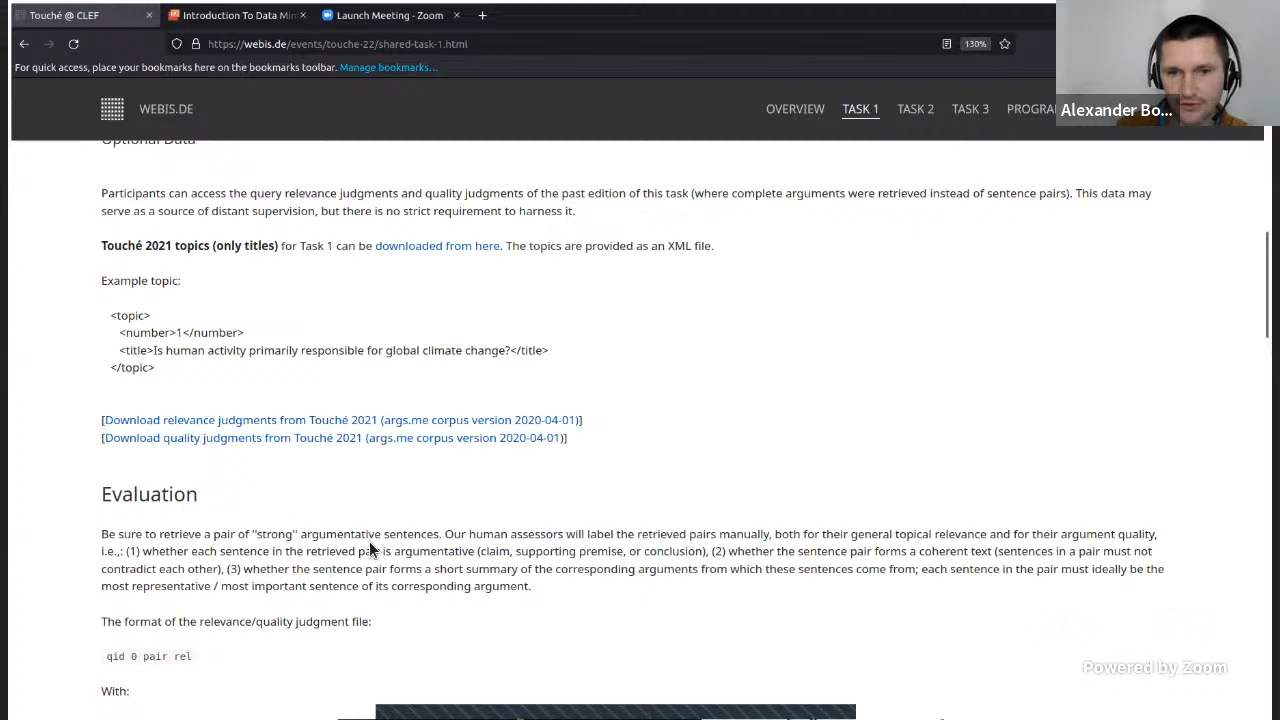 Touché @ CLEF
Introduction To Data Min
Launch Meeting - Zoom
https://webis.de/events/touche-22/shared-task-1.html
130%
For quick access, place your bookmarks here on the bookmarks toolbar. Manage bookmarks…
WEBIS.DE
OVERVIEW TASK 1 TASK 2 TASK 3 PROGRA
Alexander Bo...
Optional Data
Participants can access the query relevance judgments and quality judgments of the past edition of this task (where complete arguments were retrieved instead of sentence pairs). This data may
serve as a source of distant supervision, but there is no strict requirement to harness it.
Touché 2021 topics (only titles) for Task 1 can be downloaded from here. The topics are provided as an XML file.
Example topic:
<topic>
<number>1</number>
<title>Is human activity primarily responsible for global climate change?</title>
</topic>
[Download relevance judgments from Touché 2021 (args.me corpus version 2020-04-01)]
[Download quality judgments from Touché 2021 (args.me corpus version 2020-04-01)]
Evaluation
Be sure to retrieve a pair of "strong" argumentative sentences. Our human assessors will label the retrieved pairs manually, both for their general topical relevance and for their argument quality,
i.e.,: (1) whether each sentence in the retrieved pair is argumentative (claim, supporting premise, or conclusion), (2) whether the sentence pair forms a coherent text (sentences in a pair must not
contradict each other), (3) whether the sentence pair forms a short summary of the corresponding arguments from which these sentences come from; each sentence in the pair must ideally be the
most representative / most important sentence of its corresponding argument.
The format of the relevance/quality judgment file:
qid 0 pair rel
Powered by Zoom
With: